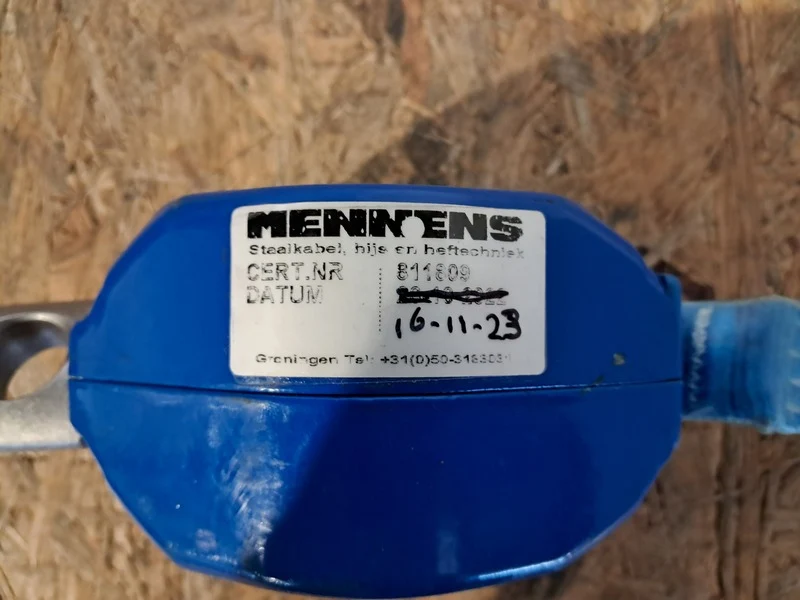 MENNENS
Staalkabel, hijs en heftechniek
CERT.NR : 811809
DATUM :
16-11-23
Groningen Tel: +31(0)50-318303